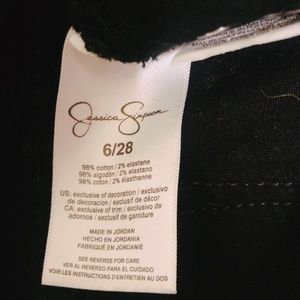 Jessica Simpson
6/28
98% cotton / 2% elastane
98% algodón / 2% elastano
98% coton / 2% élasthanne
US: exclusive of decoration / exclusivo
de decoración / exclusif de décor
CA: exclusive of trim / exclusivo de
adornos / exclusif de garniture
MADE IN JORDAN
HECHO EN JORDANIA
FABRIQUÉ EN JORDANIE
SEE REVERSE FOR CARE
VER AL REVERSO PARA EL CUIDADO
VOIR LES INSTRUCTIONS D'ENTRETIEN AU DOS